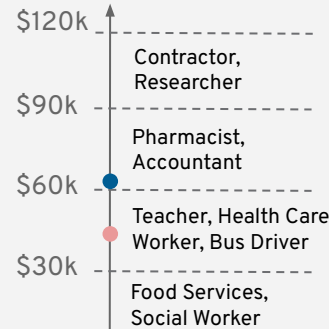 $120k
Contractor,
Researcher
$90k
Pharmacist,
Accountant
$60k
Teacher, Health Care
Worker, Bus Driver
$30k
Food Services,
Social Worker